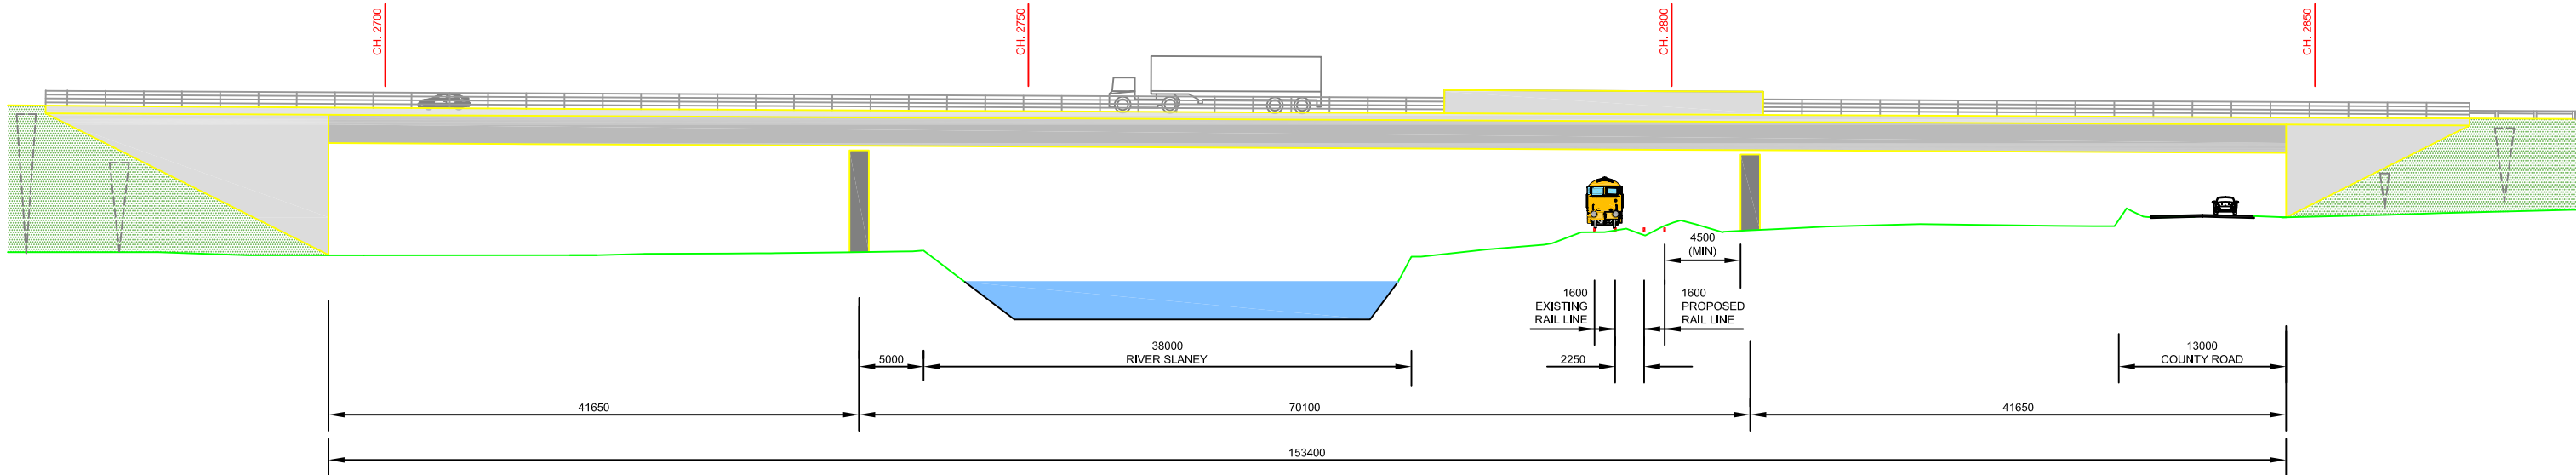 CH. 2700
CH. 2750
CH. 2800
CH. 2850
4500
(MIN)
1600
EXISTING
RAIL LINE
1600
PROPOSED
RAIL LINE
5000
38000
RIVER SLANEY
2250
13000
COUNTY ROAD
41650
70100
41650
153400